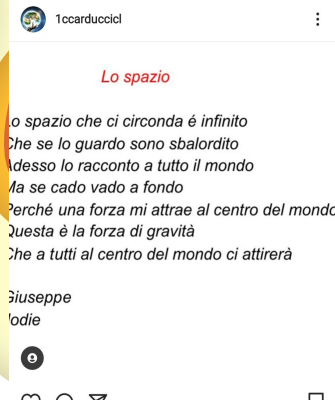 1ccarduccicl
Lo spazio
Lo spazio che ci circonda é infinito
Che se lo guardo sono sbalordito
Adesso lo racconto a tutto il mondo
Ma se cado vado a fondo
Perché una forza mi attrae al centro del mondo
Questa è la forza di gravità
Che a tutti al centro del mondo ci attirerà
Giuseppe
Iodie